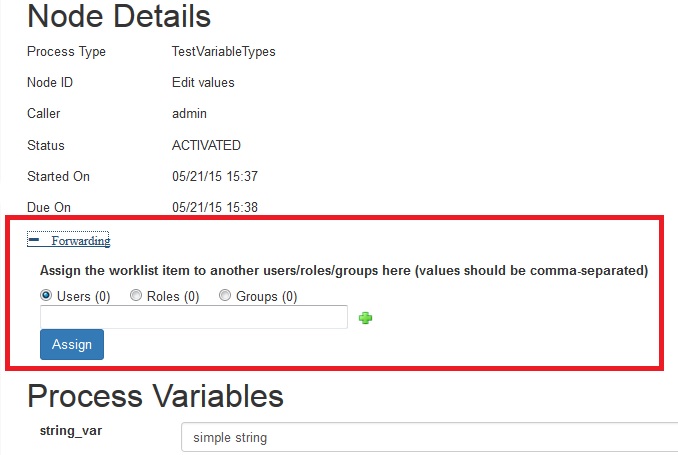 Node Details
Process Type TestVariableTypes
Node ID Edit values
Caller admin
Status ACTIVATED
Started On 05/21/15 15:37
Due On 05/21/15 15:38
Forwarding
Assign the worklist item to another users/roles/groups here (values should be comma-separated)
Users (0) Roles (0) Groups (0)
Assign
Process Variables
string_var simple string